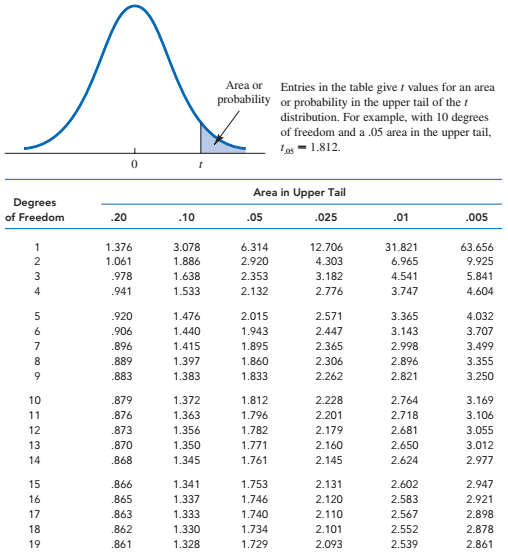 Area or
probability
Entries in the table give t values for an area
or probability in the upper tail of the t
distribution. For example, with 10 degrees
of freedom and a .05 area in the upper tail,
t.05 = 1.812.
0 t
Area in Upper Tail
Degrees
of Freedom .20 .10 .05 .025 .01 .005
1 1.376 3.078 6.314 12.706 31.821 63.656
2 1.061 1.886 2.920 4.303 6.965 9.925
3 .978 1.638 2.353 3.182 4.541 5.841
4 .941 1.533 2.132 2.776 3.747 4.604
5 .920 1.476 2.015 2.571 3.365 4.032
6 .906 1.440 1.943 2.447 3.143 3.707
7 .896 1.415 1.895 2.365 2.998 3.499
8 .889 1.397 1.860 2.306 2.896 3.355
9 .883 1.383 1.833 2.262 2.821 3.250
10 .879 1.372 1.812 2.228 2.764 3.169
11 .876 1.363 1.796 2.201 2.718 3.106
12 .873 1.356 1.782 2.179 2.681 3.055
13 .870 1.350 1.771 2.160 2.650 3.012
14 .868 1.345 1.761 2.145 2.624 2.977
15 .866 1.341 1.753 2.131 2.602 2.947
16 .865 1.337 1.746 2.120 2.583 2.921
17 .863 1.333 1.740 2.110 2.567 2.898
18 .862 1.330 1.734 2.101 2.552 2.878
19 .861 1.328 1.729 2.093 2.539 2.861